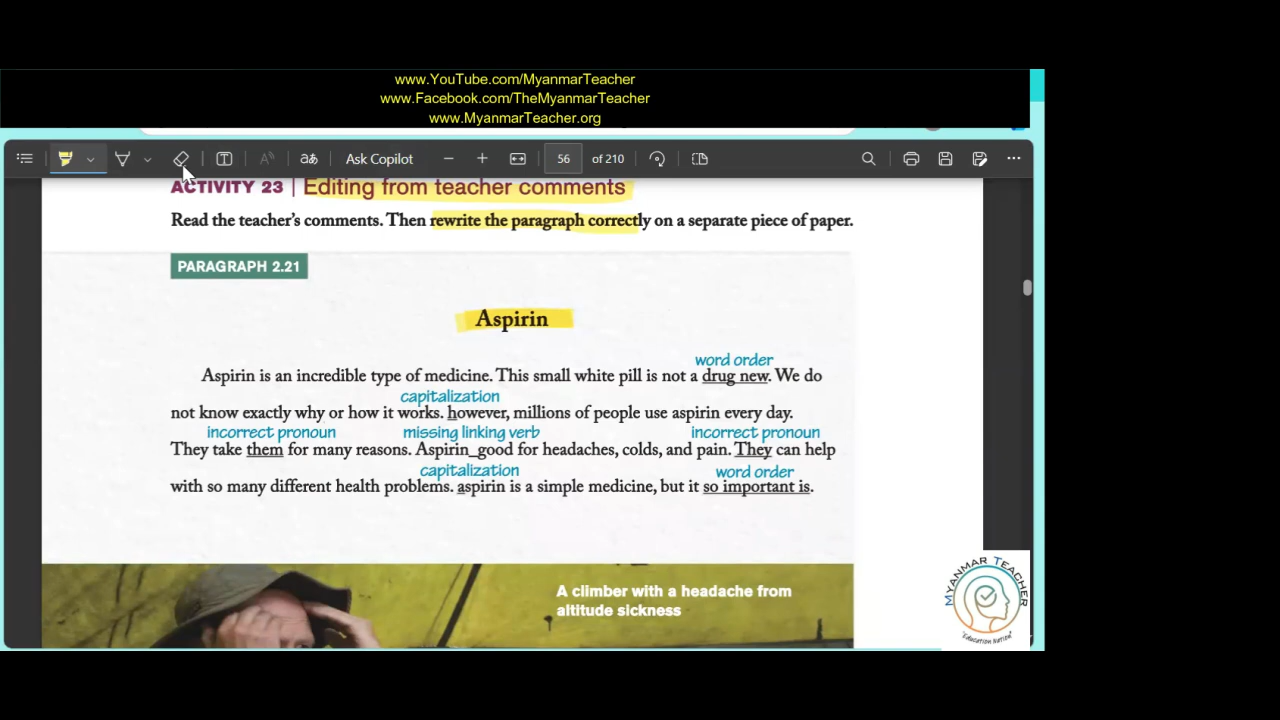 www.YouTube.com/MyanmarTeacher
www.Facebook.com/TheMyanmarTeacher
www.MyanmarTeacher.org
Ask Copilot
56 of 210
ACTIVITY 23 | Editing from teacher comments
Read the teacher's comments. Then rewrite the paragraph correctly on a separate piece of paper.
PARAGRAPH 2.21
Aspirin
word order
Aspirin is an incredible type of medicine. This small white pill is not a drug new. We do
capitalization
not know exactly why or how it works. however, millions of people use aspirin every day.
incorrect pronoun missing linking verb incorrect pronoun
They take them for many reasons. Aspirin_good for headaches, colds, and pain. They can help
capitalization word order
with so many different health problems. aspirin is a simple medicine, but it so important is.
A climber with a headache from
altitude sickness
MYANMAR TEACHER
"Education Nation"